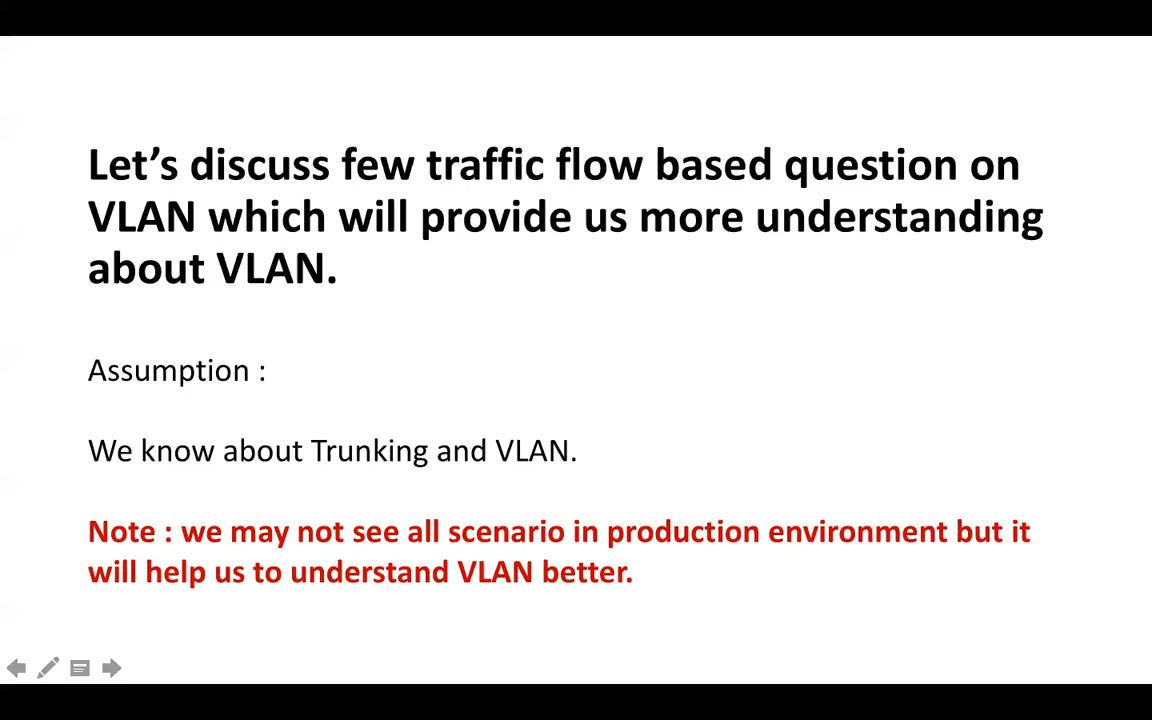 Let’s discuss few traffic flow based question on
VLAN which will provide us more understanding
about VLAN.
Assumption :
We know about Trunking and VLAN.
Note : we may not see all scenario in production environment but it
will help us to understand VLAN better.